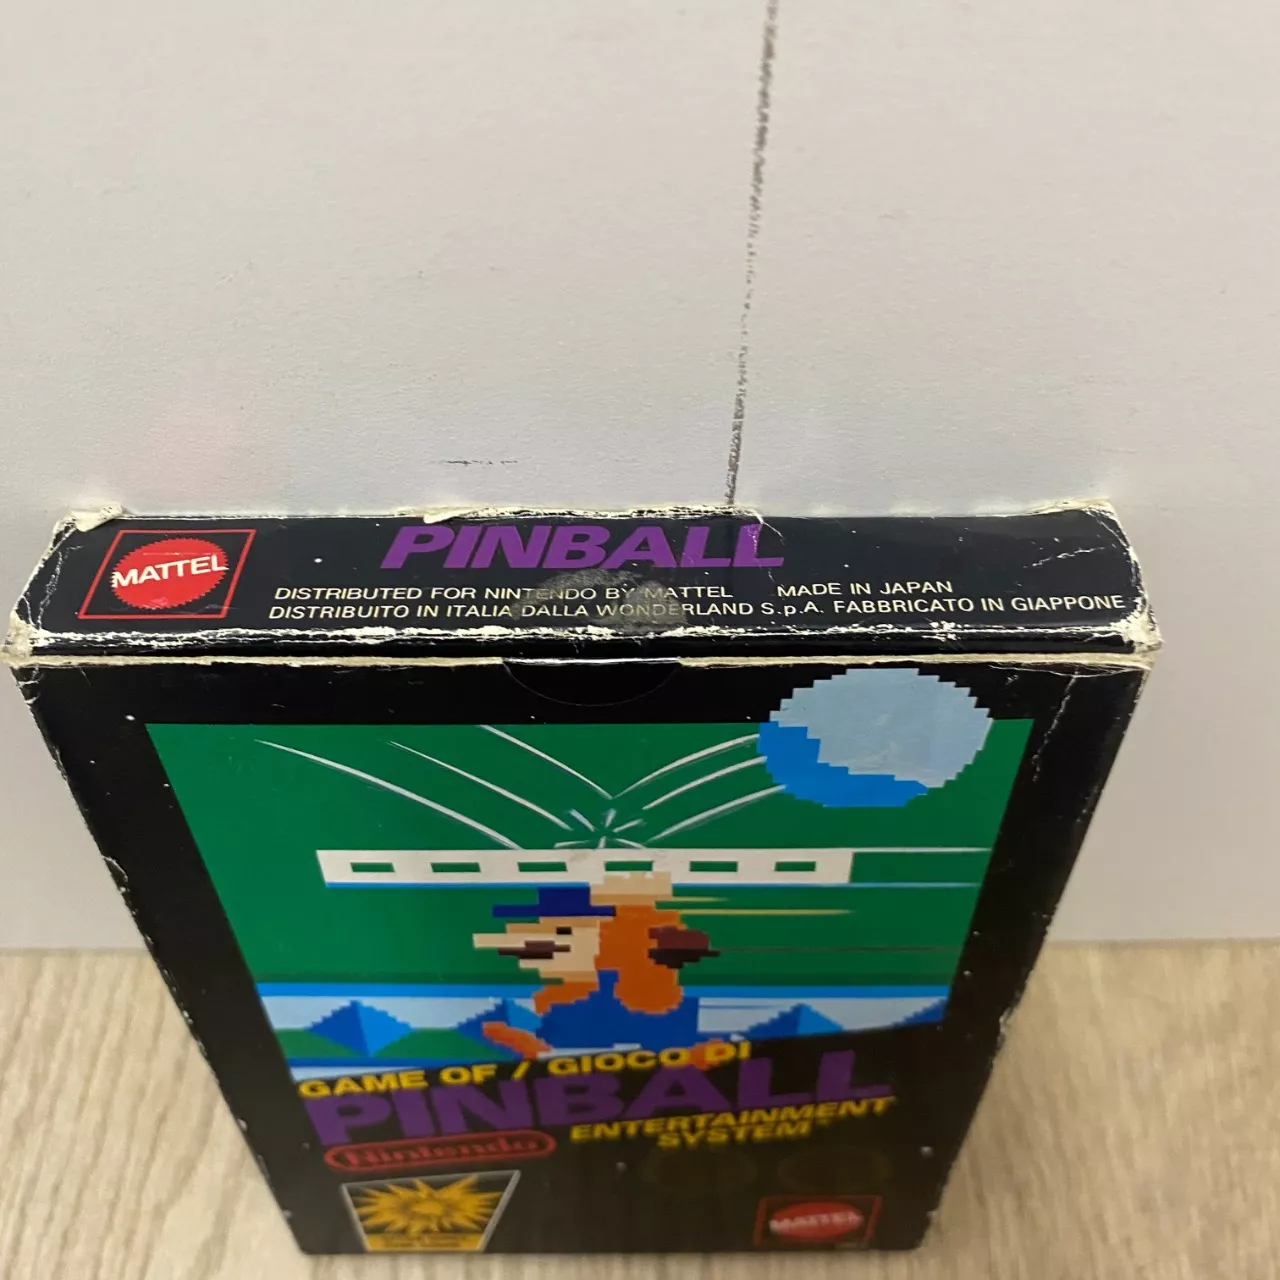 PINBALL
MATTEL
DISTRIBUTED FOR NINTENDO BY MATTEL MADE IN JAPAN
DISTRIBUITO IN ITALIA DALLA WONDERLAND S.p.A. FABBRICATO IN GIAPPONE
GAME OF / GIOCO DI
PINBALL
ENTERTAINMENT
SYSTEM™
Nintendo
MATTEL